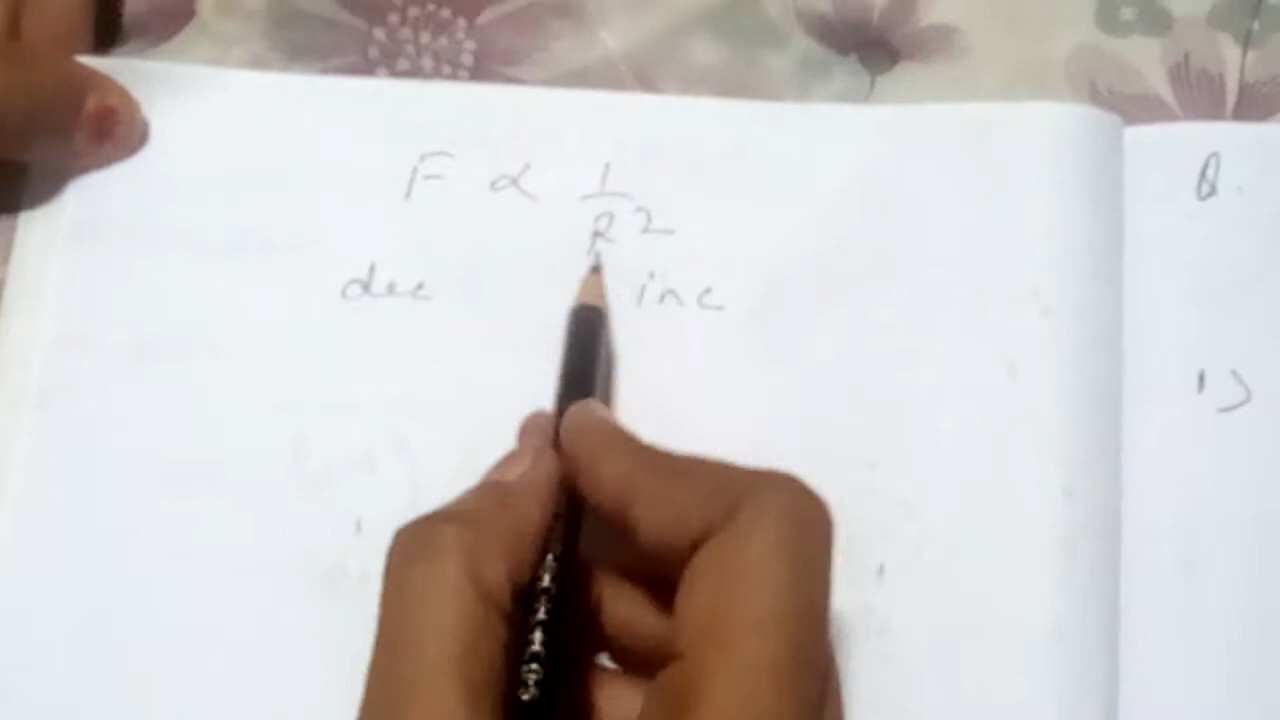 F ∝ 1/R²
dec inc
Q.
1)